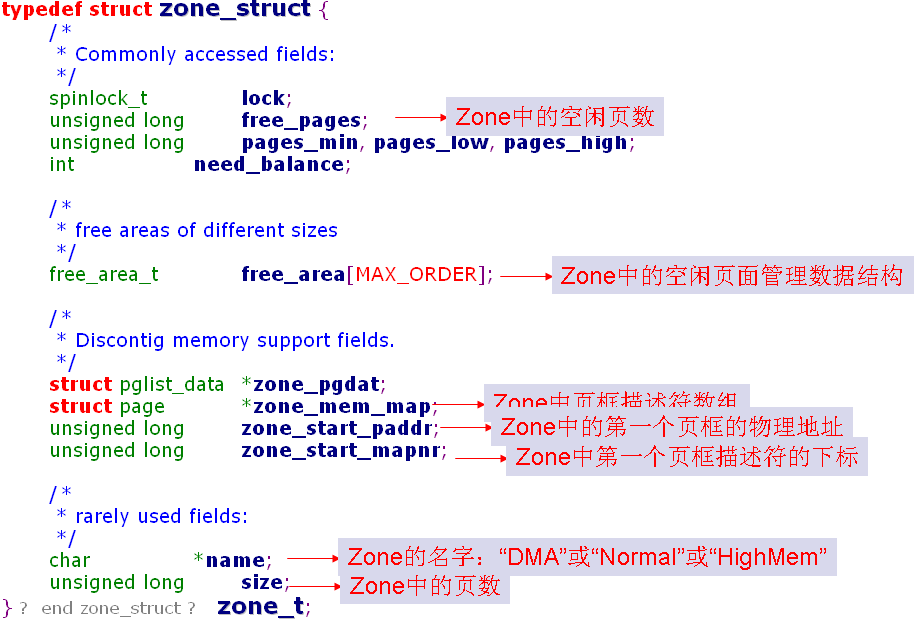 typedef struct zone_struct {
/*
* Commonly accessed fields:
*/
spinlock_t lock;
unsigned long free_pages; Zone中的空闲页数
unsigned long pages_min, pages_low, pages_high;
int need_balance;
/*
* free areas of different sizes
*/
free_area_t free_area[MAX_ORDER]; Zone中的空闲页面管理数据结构
/*
* Discontig memory support fields.
*/
struct pglist_data *zone_pgdat;
struct page *zone_mem_map; Zone中页框描述符数组
unsigned long zone_start_paddr; Zone中的第一个页框的物理地址
unsigned long zone_start_mapnr; Zone中第一个页框描述符的下标
/*
* rarely used fields:
*/
char *name; Zone的名字：“DMA”或“Normal”或“HighMem”
unsigned long size; Zone中的页数
} ? end zone_struct ? zone_t;